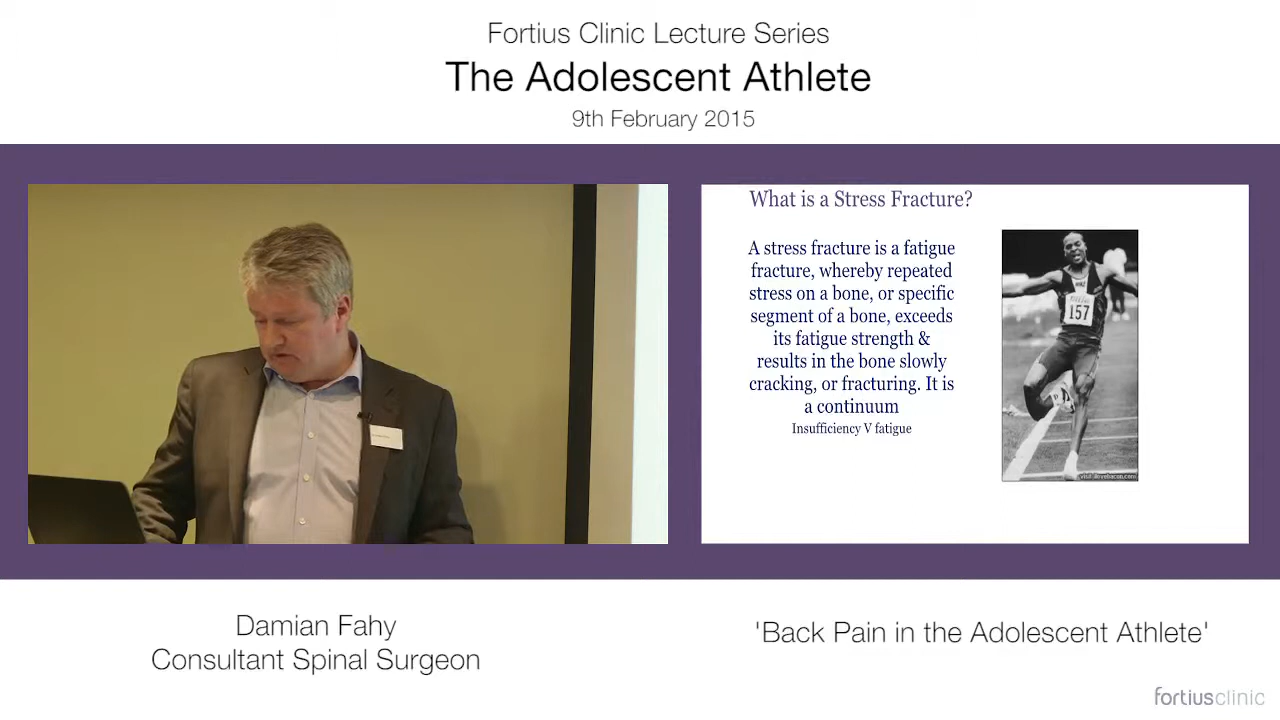 Fortius Clinic Lecture Series
The Adolescent Athlete
9th February 2015
What is a Stress Fracture?
A stress fracture is a fatigue
fracture, whereby repeated
stress on a bone, or specific
segment of a bone, exceeds
its fatigue strength &
results in the bone slowly
cracking, or fracturing. It is
a continuum
Insufficiency V fatigue
157
visit ilovebacon.com
Damian Fahy
Consultant Spinal Surgeon
'Back Pain in the Adolescent Athlete'
fortiusclinic